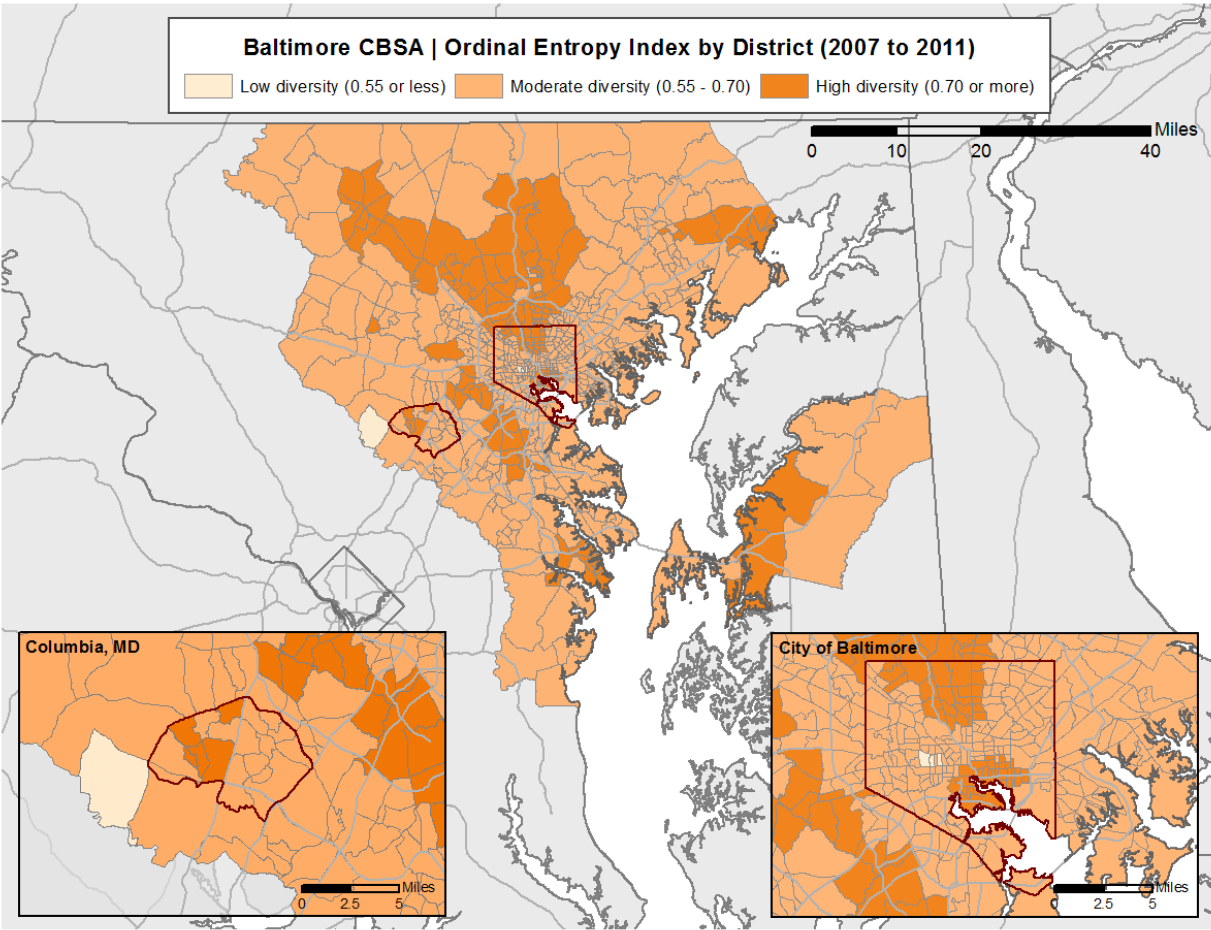 Baltimore CBSA | Ordinal Entropy Index by District (2007 to 2011)
Low diversity (0.55 or less) Moderate diversity (0.55 - 0.70) High diversity (0.70 or more)
Miles
0 10 20 40
Columbia, MD
Miles
0 2.5 5
City of Baltimore
Miles
2.5 5